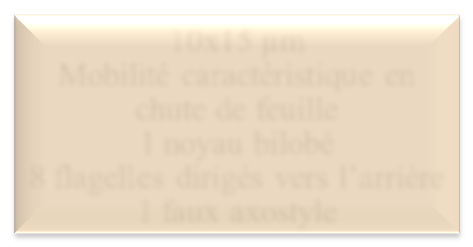 10x15 µm
Mobilité caractéristique en
chute de feuille
1 noyau bilobé
8 flagelles dirigés vers l’arrière
1 faux axostyle